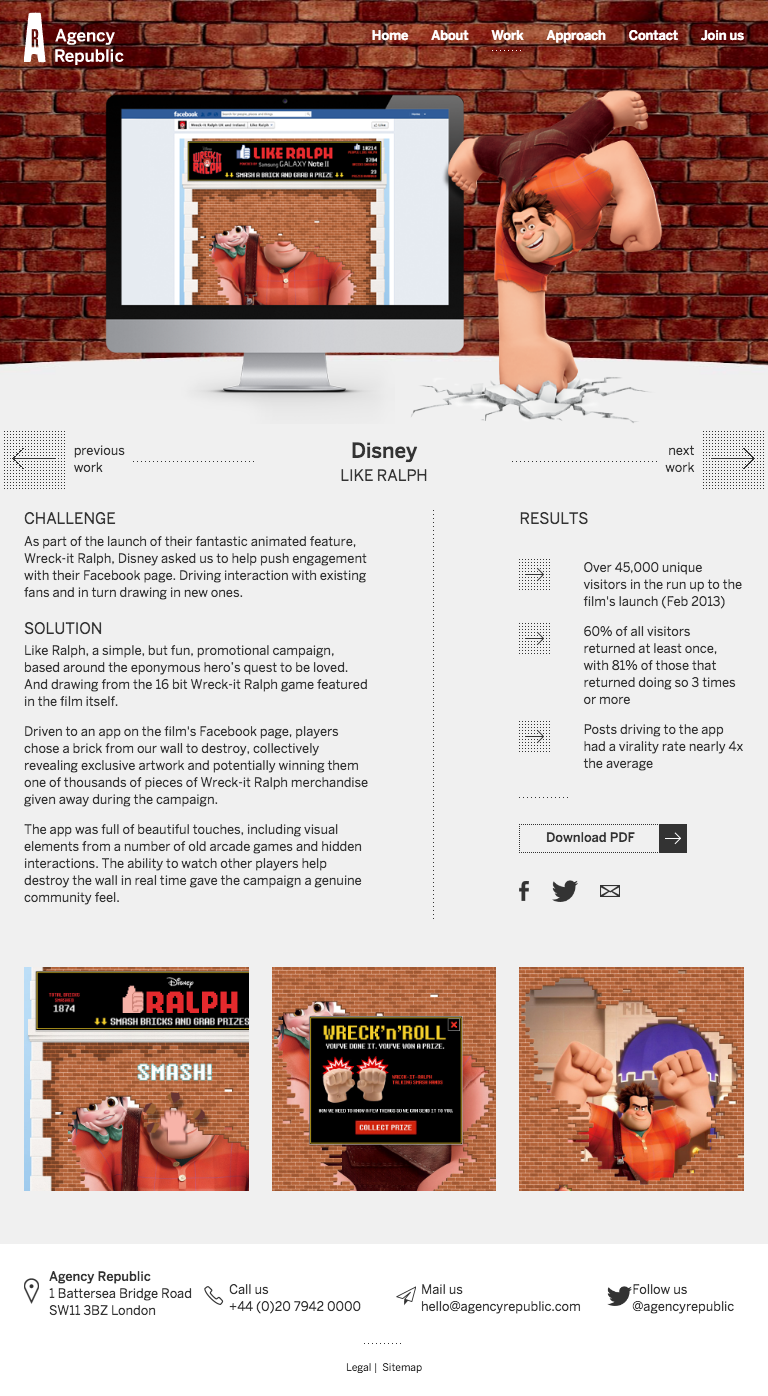 Agency
Republic
Home About Work Approach Contact Join us
facebook
LIKE RALPH
Samsung GALAXY Note II
SMASH A BRICK AND GRAB A PRIZE
WRECK-IT
RALPH
previous
work
Disney
LIKE RALPH
next
work
CHALLENGE
As part of the launch of their fantastic animated feature,
Wreck-it Ralph, Disney asked us to help push engagement
with their Facebook page. Driving interaction with existing
fans and in turn drawing in new ones.
SOLUTION
Like Ralph, a simple, but fun, promotional campaign,
based around the eponymous hero's quest to be loved.
And drawing from the 16 bit Wreck-it Ralph game featured
in the film itself.
Driven to an app on the film's Facebook page, players
chose a brick from our wall to destroy, collectively
revealing exclusive artwork and potentially winning them
one of thousands of pieces of Wreck-it Ralph merchandise
given away during the campaign.
The app was full of beautiful touches, including visual
elements from a number of old arcade games and hidden
interactions. The ability to watch other players help
destroy the wall in real time gave the campaign a genuine
community feel.
RESULTS
Over 45,000 unique
visitors in the run up to the
film's launch (Feb 2013)
60% of all visitors
returned at least once,
with 81% of those that
returned doing so 3 times
or more
Posts driving to the app
had a virality rate nearly 4x
the average
Download PDF
Disney
RALPH
1874
SMASH BRICKS AND GRAB PRIZES
SMASH!
WRECK'n'ROLL
YOU'VE DONE IT. YOU'VE WON A PRIZE.
WRECK-IT-RALPH
TALKING SMASH HANDS
NOW WE NEED TO KNOW A FEW THINGS SO WE CAN SEND IT TO YOU.
COLLECT PRIZE
Agency Republic
1 Battersea Bridge Road
SW11 3BZ London
Call us
+44 (0)20 7942 0000
Mail us
hello@agencyrepublic.com
Follow us
@agencyrepublic
Legal | Sitemap